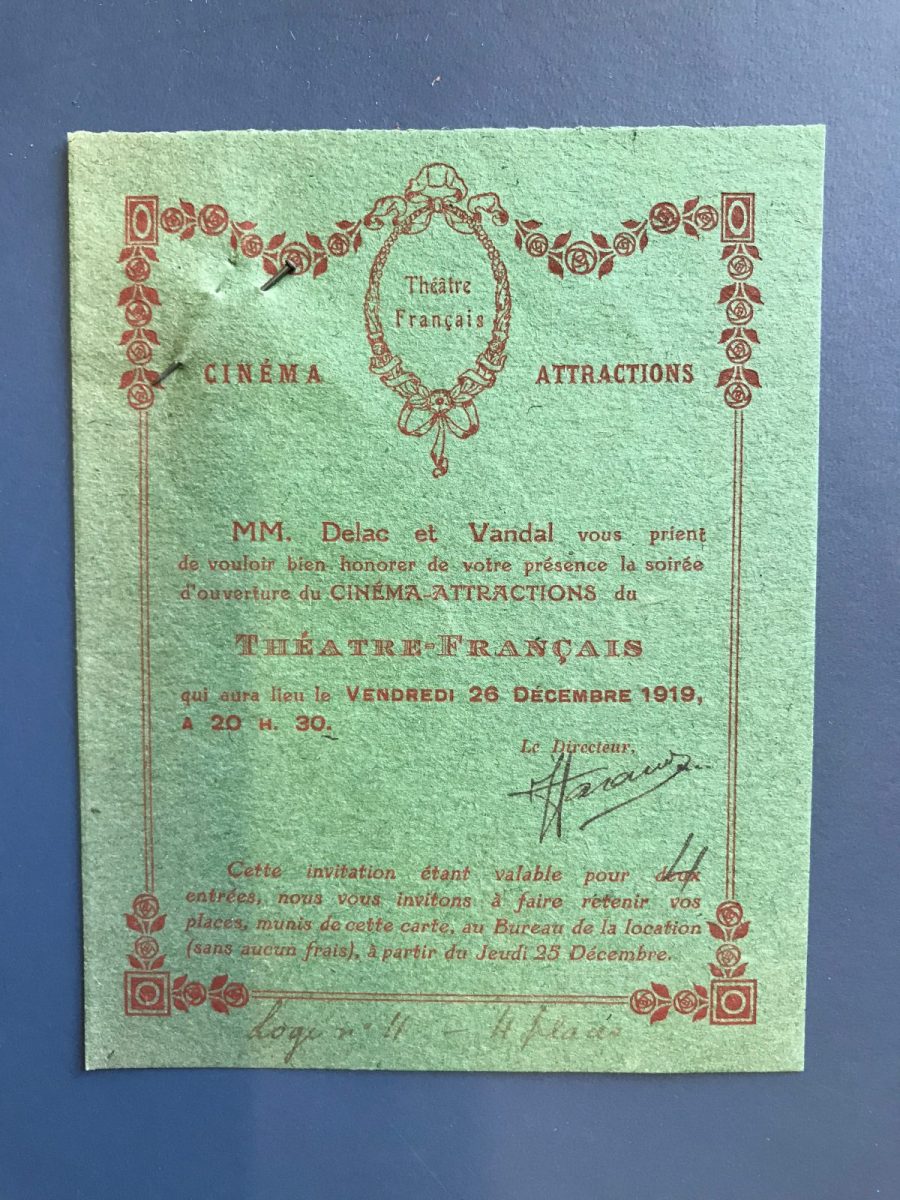 Théâtre
Français
CINÉMA ATTRACTIONS
MM. Delac et Vandal vous prient
de vouloir bien honorer de votre présence la soirée
d'ouverture du CINÉMA-ATTRACTIONS du
THÉATRE-FRANÇAIS
qui aura lieu le VENDREDI 26 DÉCEMBRE 1919,
A 20 H. 30.
Le Directeur,
Cette invitation étant valable pour deux 4
entrées, nous vous invitons à faire retenir vos
places, munis de cette carte, au Bureau de la location
(sans aucun frais), à partir du Jeudi 25 Décembre.
Loge n° 4 - 4 places